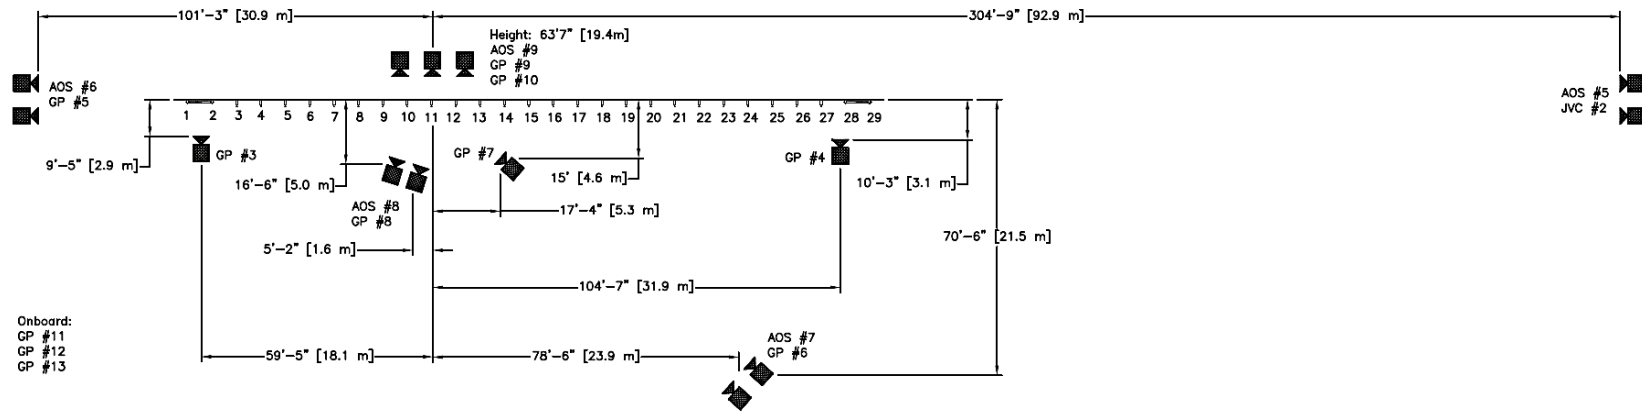 101'-3" [30.9 m]
304'-9" [92.9 m]
Height: 63'7" [19.4m]
AOS #9
GP #9
GP #10
AOS #6
GP #5
AOS #5
JVC #2
1 2 3 4 5 6 7 8 9 10 11 12 13 14 15 16 17 18 19 20 21 22 23 24 25 26 27 28 29
9'-5" [2.9 m]
GP #3
16'-6" [5.0 m]
GP #7
15' [4.6 m]
GP #4
10'-3" [3.1 m]
AOS #8
GP #8
17'-4" [5.3 m]
5'-2" [1.6 m]
70'-6" [21.5 m]
104'-7" [31.9 m]
Onboard:
GP #11
GP #12
GP #13
59'-5" [18.1 m]
78'-6" [23.9 m]
AOS #7
GP #6